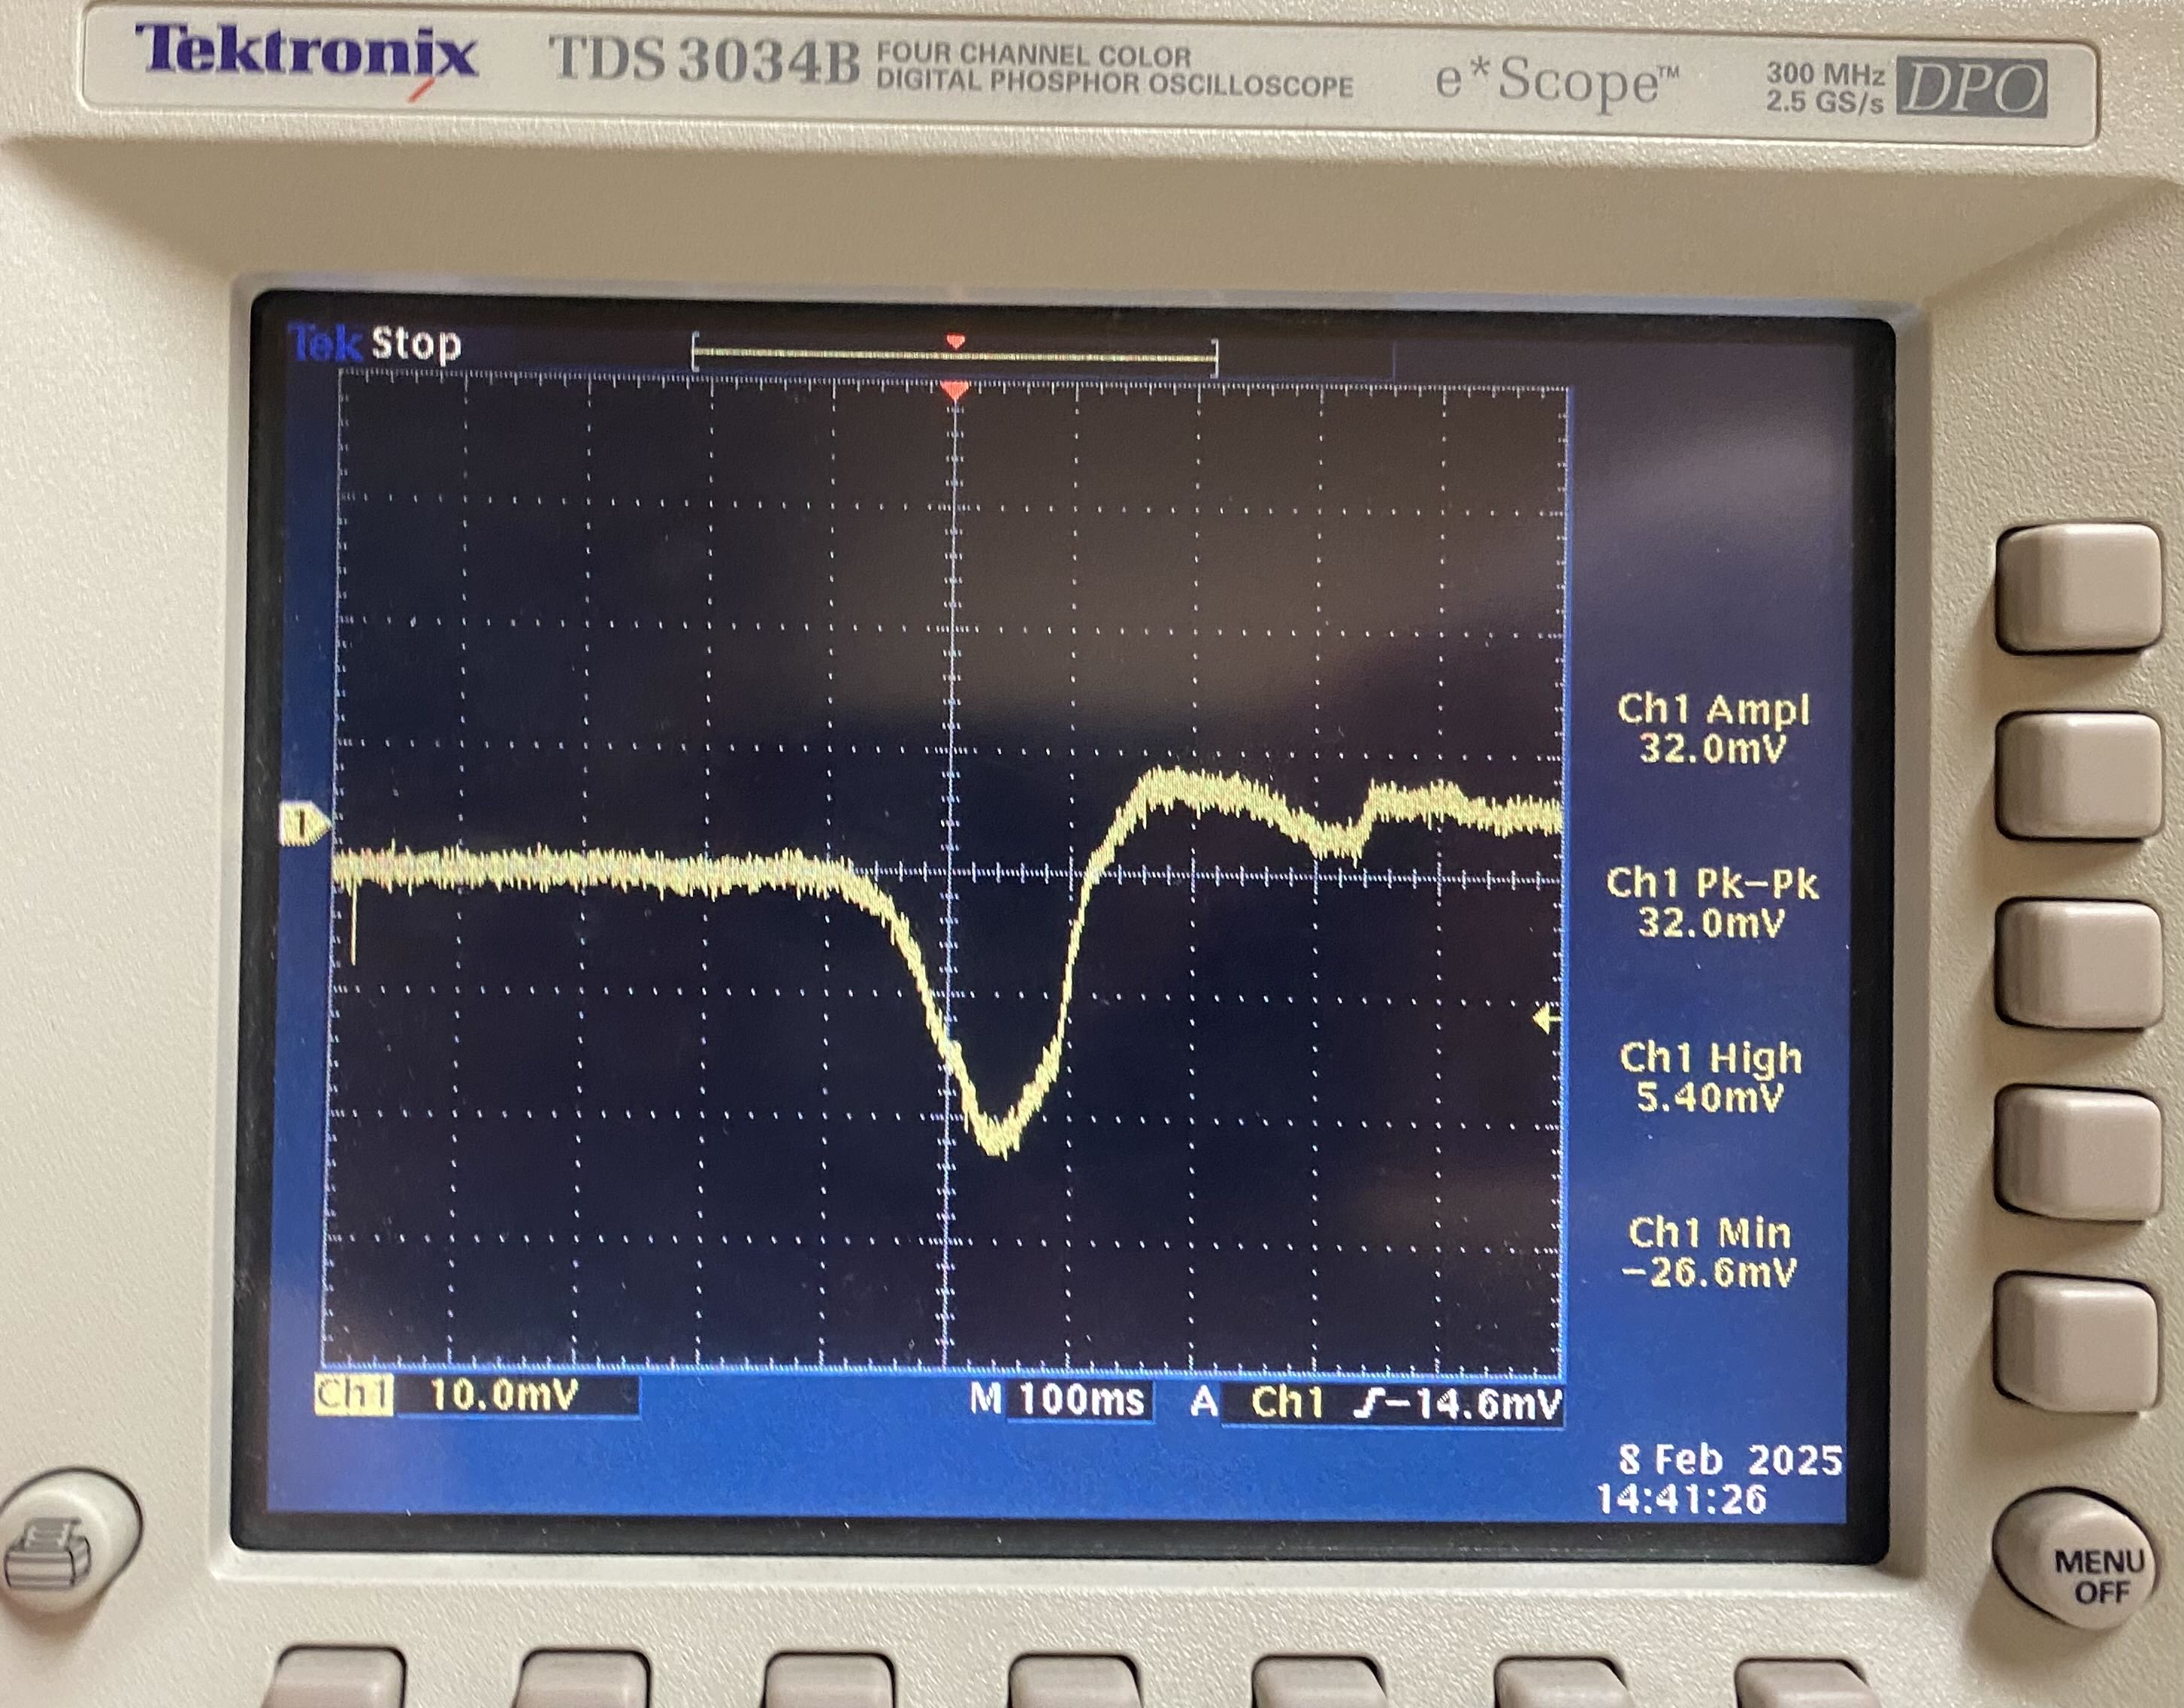 Tektronix TDS 3034B FOUR CHANNEL COLOR
DIGITAL PHOSPHOR OSCILLOSCOPE
e*Scope™
300 MHz
2.5 GS/s
DPO
Tek Stop
1
Ch1 Ampl
32.0mV
Ch1 Pk-Pk
32.0mV
Ch1 High
5.40mV
Ch1 Min
-26.6mV
Ch1 10.0mV M 100ms A Ch1 ƒ-14.6mV
8 Feb 2025
14:41:26
MENU
OFF